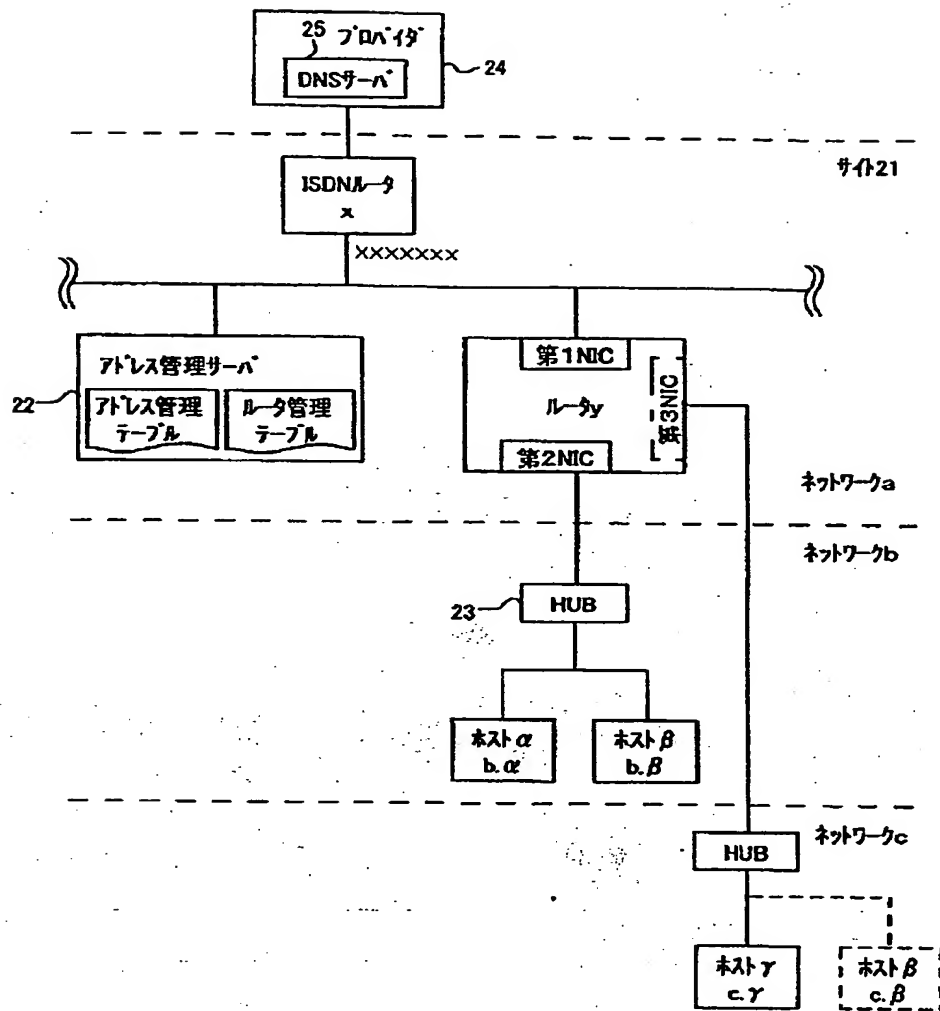 25
プロバイダ
DNSサーバ
24
サイト21
ISDNルータ
x
×××××××
アドレス管理サーバ
22
アドレス管理
テーブル
ルータ管理
テーブル
第1NIC
ルータy
第3NIC
第2NIC
ネットワークa
ネットワークb
23
HUB
ホストα
b.α
ホストβ
b.β
ネットワークc
HUB
ホストγ
c.γ
ホストβ
c.β